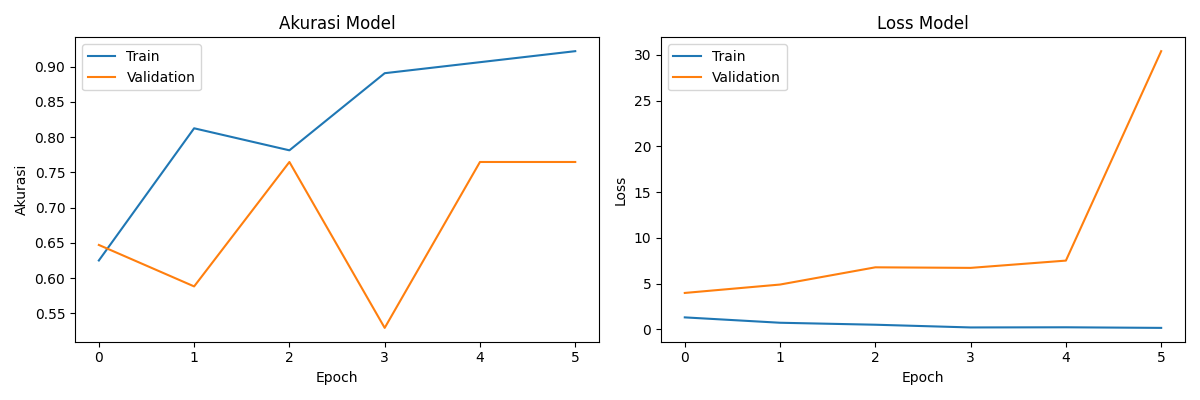 Akurasi Model
Train
Validation
0.90
0.85
0.80
0.75
0.70
0.65
0.60
0.55
Akurasi
0 1 2 3 4 5
Epoch
Loss Model
Train
Validation
30
25
20
15
10
5
0
Loss
0 1 2 3 4 5
Epoch